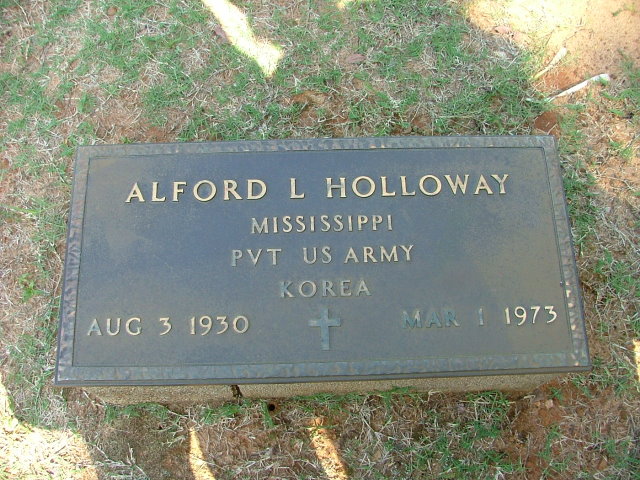 ALFORD L HOLLOWAY
MISSISSIPPI
PVT US ARMY
KOREA
AUG 3 1930 MAR 1 1973